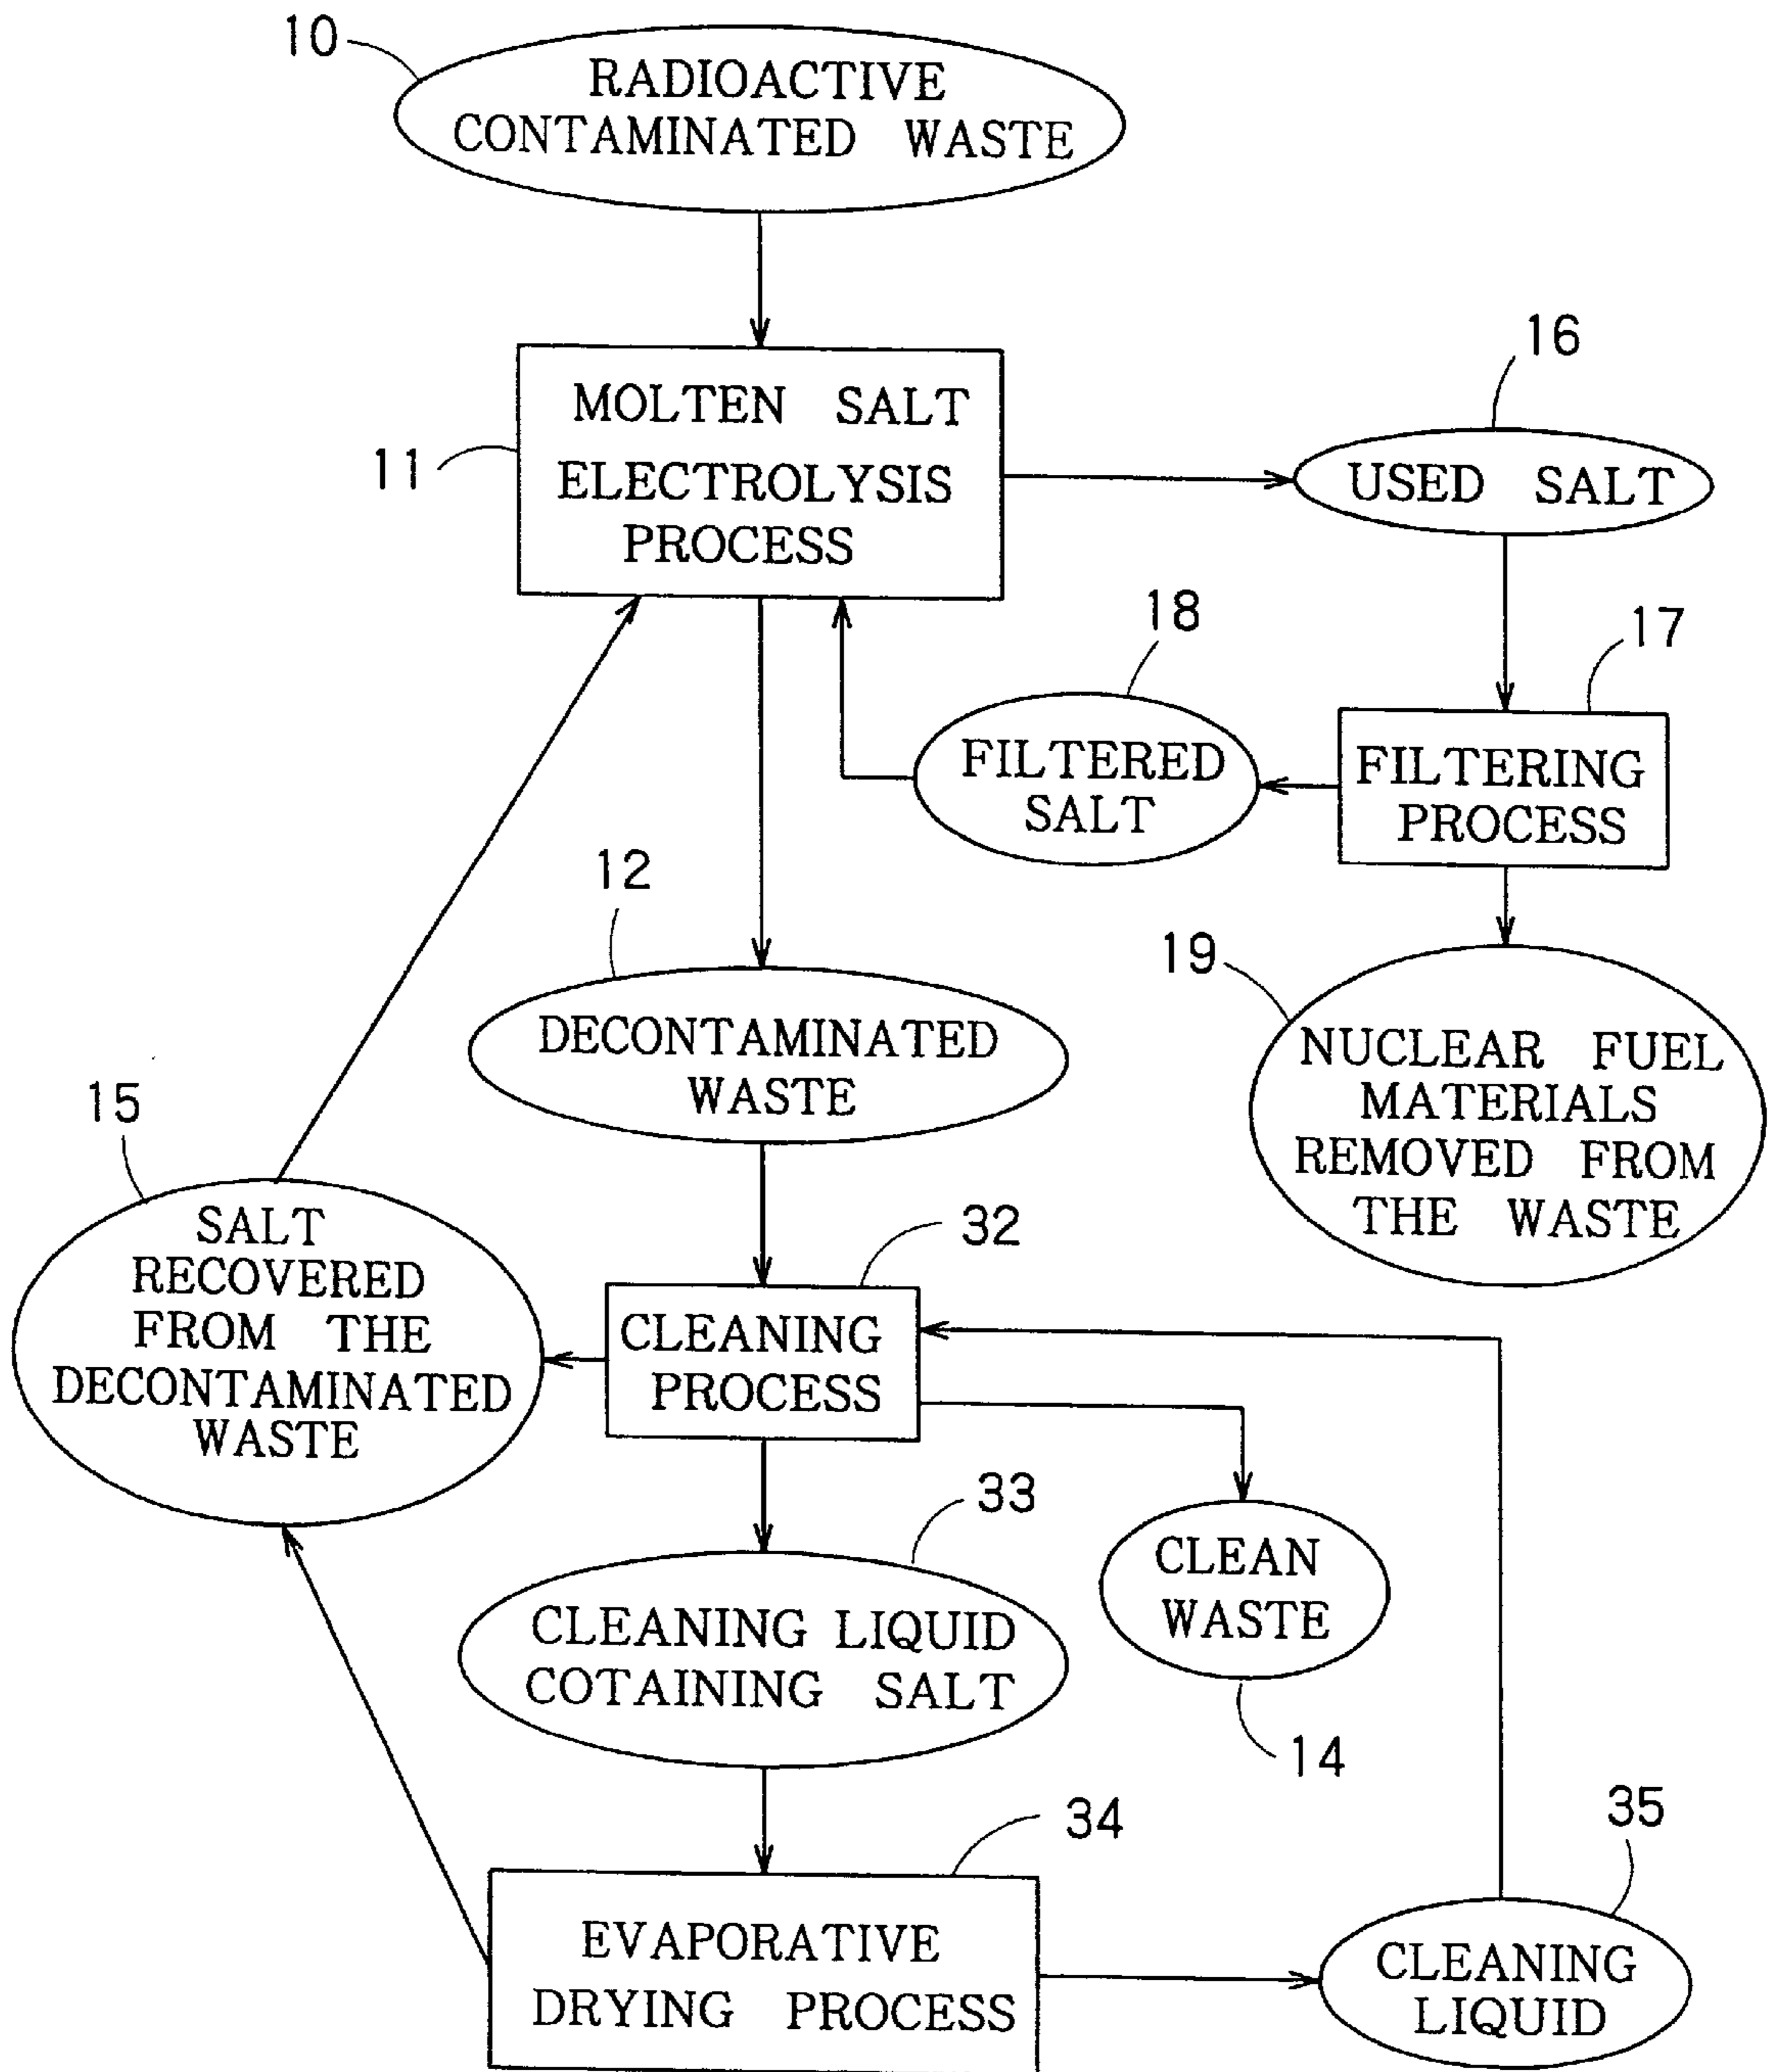 10
RADIOACTIVE
CONTAMINATED WASTE
11
MOLTEN SALT
ELECTROLYSIS
PROCESS
16
USED SALT
18
FILTERED
SALT
17
FILTERING
PROCESS
12
DECONTAMINATED
WASTE
19
NUCLEAR FUEL
MATERIALS
REMOVED FROM
THE WASTE
15
SALT
RECOVERED
FROM THE
DECONTAMINATED
WASTE
32
CLEANING
PROCESS
33
CLEANING LIQUID
COTAINING SALT
CLEAN
WASTE
14
34
EVAPORATIVE
DRYING PROCESS
35
CLEANING
LIQUID